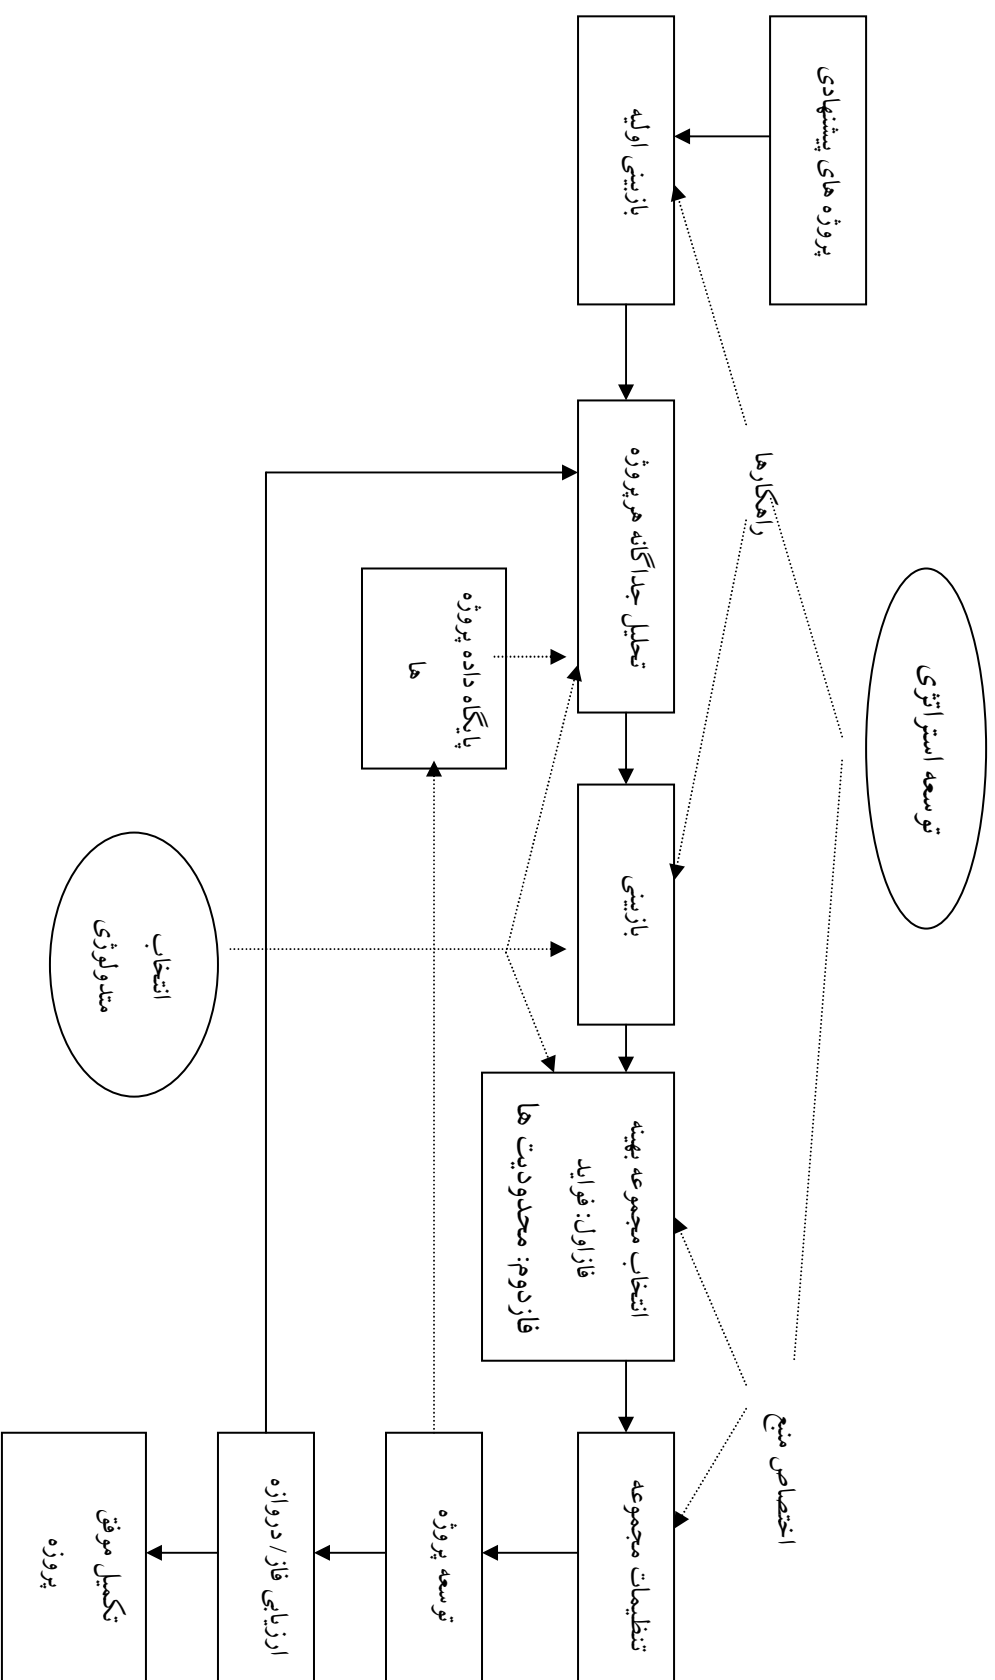 توسعه استراتژی
پروژه های پیشنهادی
راهکارها
اختصاص منبع
بازبینی اولیه
تحلیل جداگانه هرپروژه
بازبینی
انتخاب مجموعه بهینه
فازاول: فواید
فازدوم: محدودیت ها
تنظیمات مجموعه
پایگاه داده پروژه
ها
توسعه پروژه
ارزیابی فاز/ دروازه
انتخاب
متدولوژی
تکمیل موفق
پروزه